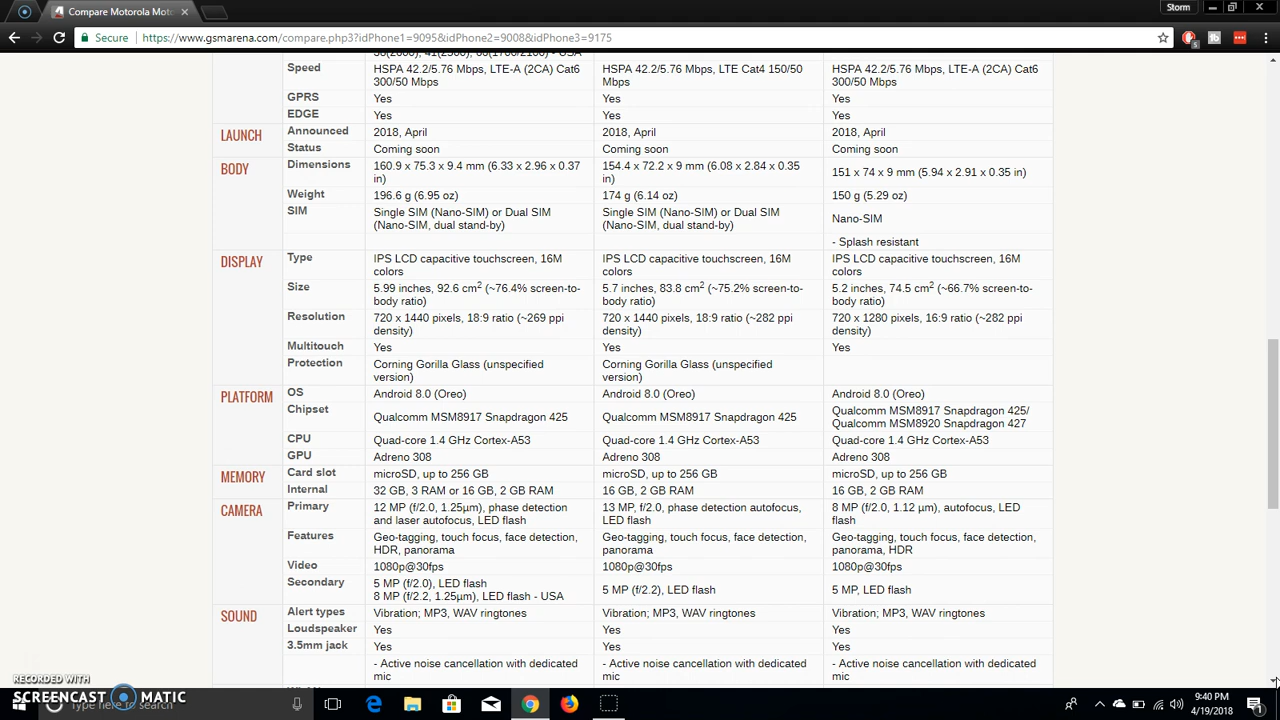 Compare Motorola Moto
Storm
Secure https://www.gsmarena.com/compare.php3?idPhone1=9095&idPhone2=9008&idPhone3=9175
Speed HSPA 42.2/5.76 Mbps, LTE-A (2CA) Cat6 HSPA 42.2/5.76 Mbps, LTE Cat4 150/50 HSPA 42.2/5.76 Mbps, LTE-A (2CA) Cat6
300/50 Mbps Mbps 300/50 Mbps
GPRS Yes Yes Yes
EDGE Yes Yes Yes
LAUNCH Announced 2018, April 2018, April 2018, April
Status Coming soon Coming soon Coming soon
BODY Dimensions 160.9 x 75.3 x 9.4 mm (6.33 x 2.96 x 0.37 154.4 x 72.2 x 9 mm (6.08 x 2.84 x 0.35 151 x 74 x 9 mm (5.94 x 2.91 x 0.35 in)
in) in)
Weight 196.6 g (6.95 oz) 174 g (6.14 oz) 150 g (5.29 oz)
SIM Single SIM (Nano-SIM) or Dual SIM Single SIM (Nano-SIM) or Dual SIM Nano-SIM
(Nano-SIM, dual stand-by) (Nano-SIM, dual stand-by)
- Splash resistant
DISPLAY Type IPS LCD capacitive touchscreen, 16M IPS LCD capacitive touchscreen, 16M IPS LCD capacitive touchscreen, 16M
colors colors colors
Size 5.99 inches, 92.6 cm2 (~76.4% screen-to- 5.7 inches, 83.8 cm2 (~75.2% screen-to- 5.2 inches, 74.5 cm2 (~66.7% screen-to-
body ratio) body ratio) body ratio)
Resolution 720 x 1440 pixels, 18:9 ratio (~269 ppi 720 x 1440 pixels, 18:9 ratio (~282 ppi 720 x 1280 pixels, 16:9 ratio (~282 ppi
density) density) density)
Multitouch Yes Yes Yes
Protection Corning Gorilla Glass (unspecified Corning Gorilla Glass (unspecified
version) version)
PLATFORM OS Android 8.0 (Oreo) Android 8.0 (Oreo) Android 8.0 (Oreo)
Chipset Qualcomm MSM8917 Snapdragon 425 Qualcomm MSM8917 Snapdragon 425 Qualcomm MSM8917 Snapdragon 425/
Qualcomm MSM8920 Snapdragon 427
CPU Quad-core 1.4 GHz Cortex-A53 Quad-core 1.4 GHz Cortex-A53 Quad-core 1.4 GHz Cortex-A53
GPU Adreno 308 Adreno 308 Adreno 308
MEMORY Card slot microSD, up to 256 GB microSD, up to 256 GB microSD, up to 256 GB
Internal 32 GB, 3 RAM or 16 GB, 2 GB RAM 16 GB, 2 GB RAM 16 GB, 2 GB RAM
CAMERA Primary 12 MP (f/2.0, 1.25µm), phase detection 13 MP, f/2.0, phase detection autofocus, 8 MP (f/2.0, 1.12 µm), autofocus, LED
and laser autofocus, LED flash LED flash flash
Features Geo-tagging, touch focus, face detection, Geo-tagging, touch focus, face detection, Geo-tagging, touch focus, face detection,
HDR, panorama panorama panorama, HDR
Video 1080p@30fps 1080p@30fps 1080p@30fps
Secondary 5 MP (f/2.0), LED flash 5 MP (f/2.2), LED flash 5 MP, LED flash
8 MP (f/2.2, 1.25µm), LED flash - USA
SOUND Alert types Vibration; MP3, WAV ringtones Vibration; MP3, WAV ringtones Vibration; MP3, WAV ringtones
Loudspeaker Yes Yes Yes
3.5mm jack Yes Yes Yes
- Active noise cancellation with dedicated - Active noise cancellation with dedicated - Active noise cancellation with dedicated
mic mic mic
RECORDED WITH
SCREENCAST MATIC
Type here to search
9:40 PM
4/19/2018